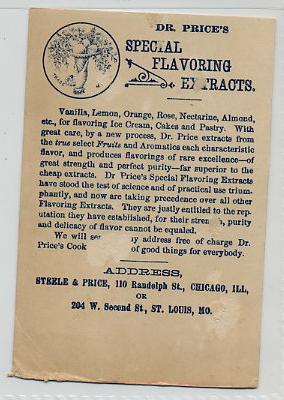 DR. PRICE'S
SPECIAL
FLAVORING
EXTRACTS.
Vanilla, Lemon, Orange, Rose, Nectarine, Almond,
etc., for flavoring Ice Cream, Cakes and Pastry. With
great care, by a new process, Dr. Price extracts from
the true select Fruits and Aromatics each characteristic
flavor, and produces flavorings of rare excellence—of
great strength and perfect purity—far superior to the
cheap extracts. Dr Price's Special Flavoring Extracts
have stood the test of science and of practical use trium-
phantly, and now are taking precedence over all other
Flavoring Extracts. They are justly entitled to the rep-
utation they have established, for their stren h, purity
and delicacy of flavor cannot be equaled.
We will se y address free of charge Dr.
Price's Cook of good things for everybody.
ADDRESS,
STEELE & PRICE, 110 Randolph St., CHICAGO, ILL,
OR
204 W. Second St., ST. LOUIS, MO.